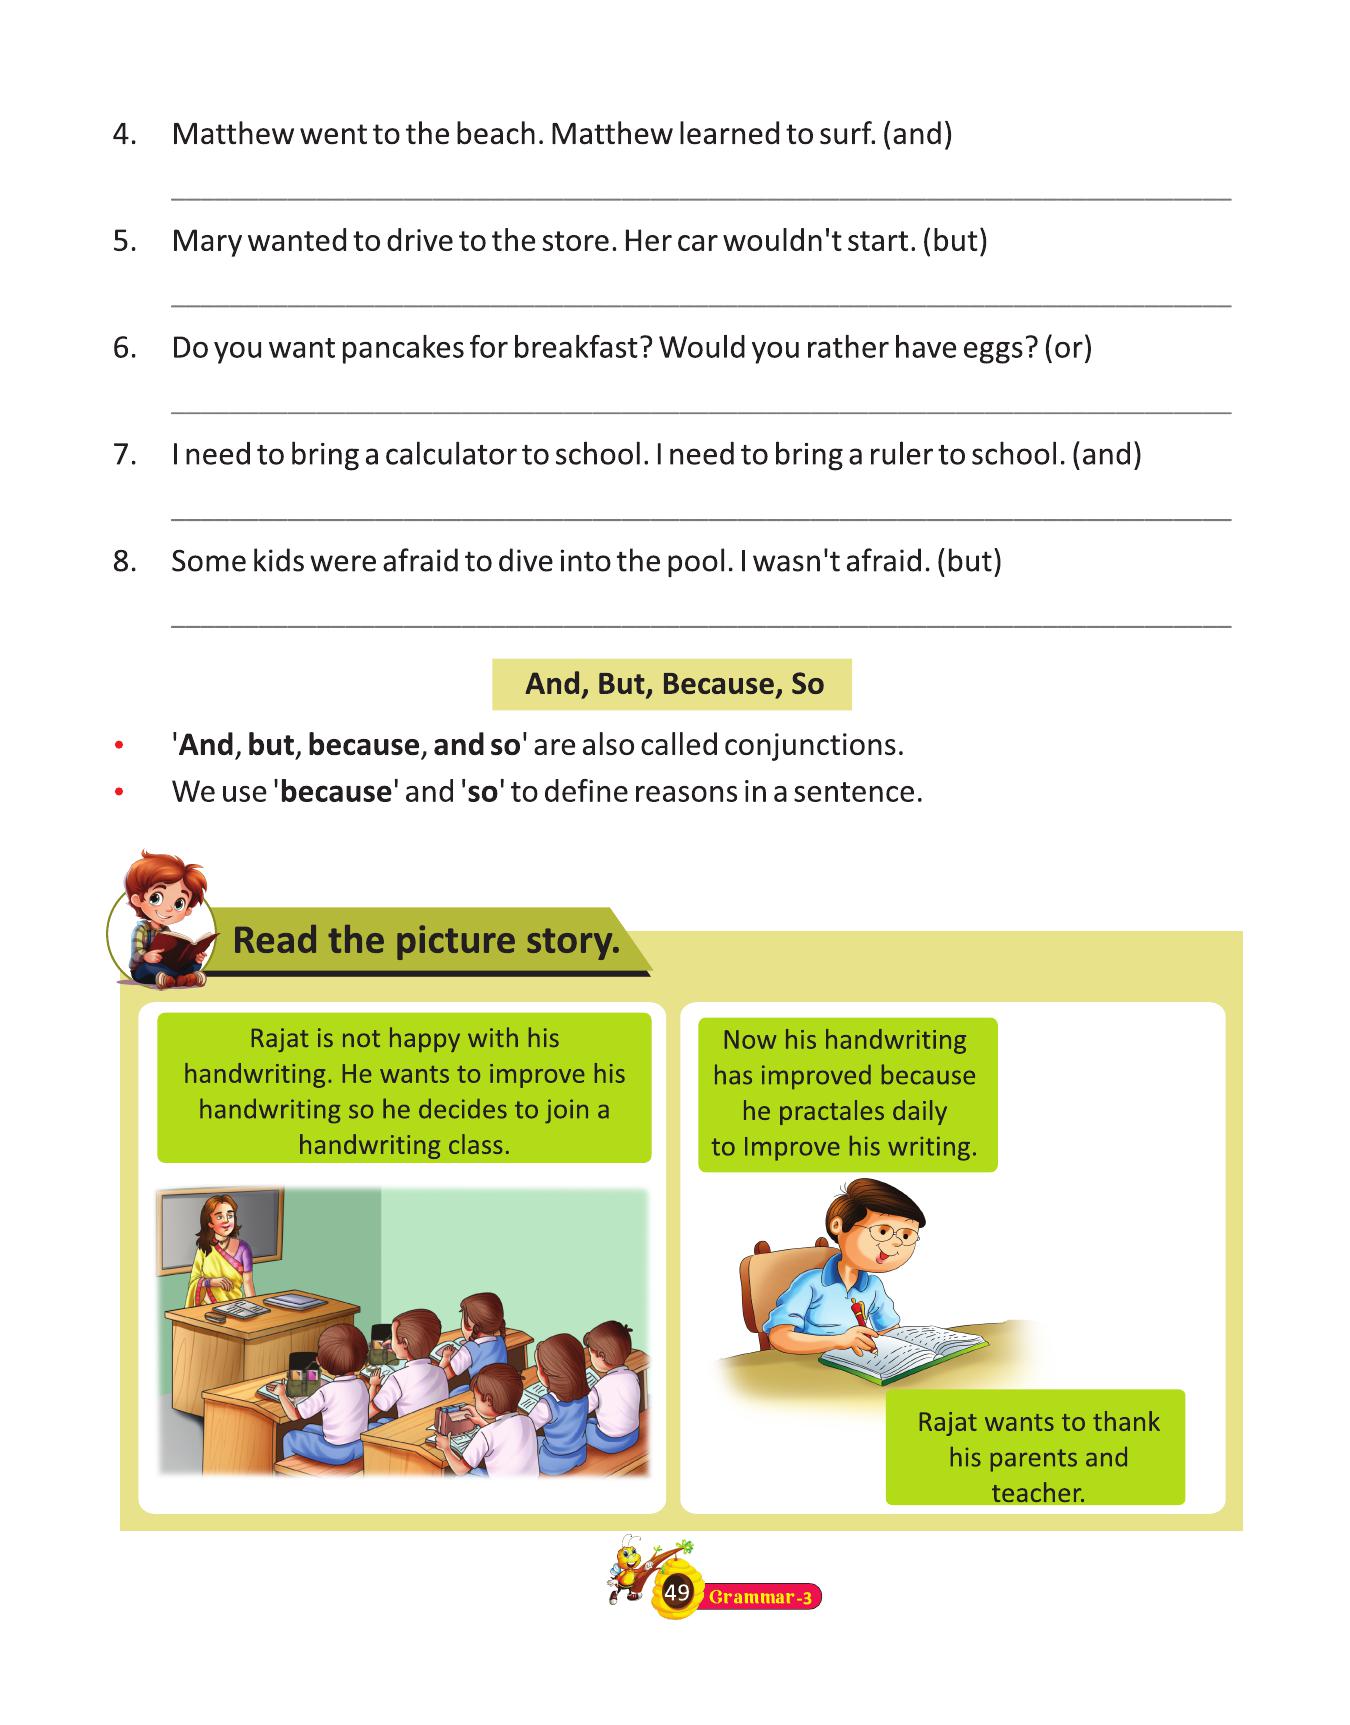 4. Matthew went to the beach. Matthew learned to surf. (and)
5. Mary wanted to drive to the store. Her car wouldn't start. (but)
6. Do you want pancakes for breakfast? Would you rather have eggs? (or)
7. I need to bring a calculator to school. I need to bring a ruler to school. (and)
8. Some kids were afraid to dive into the pool. I wasn't afraid. (but)
And, But, Because, So
• 'And, but, because, and so' are also called conjunctions.
• We use 'because' and 'so' to define reasons in a sentence.
Read the picture story.
Rajat is not happy with his
handwriting. He wants to improve his
handwriting so he decides to join a
handwriting class.
Now his handwriting
has improved because
he practales daily
to Improve his writing.
Rajat wants to thank
his parents and
teacher.
49 Grammar-3